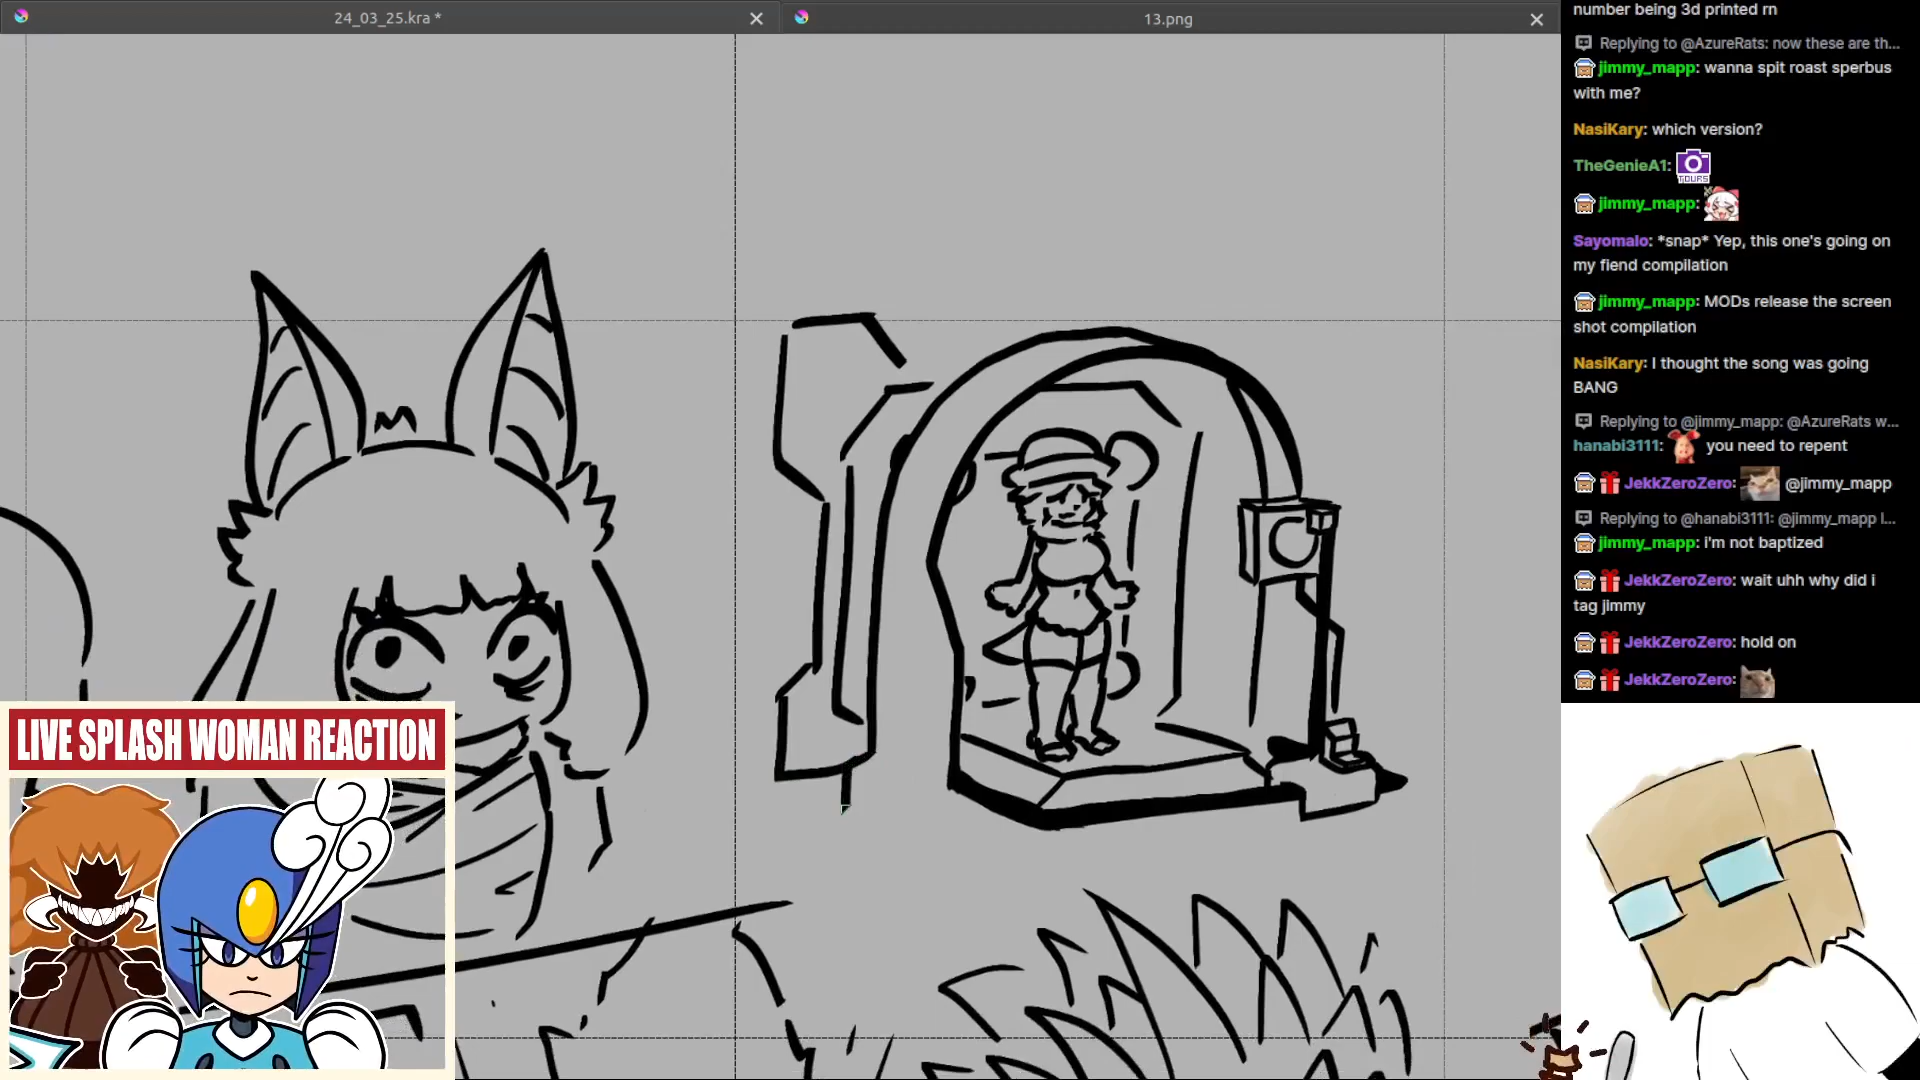 24_03_25.kra *
13.png
number being 3d printed rn
Replying to @AzureRats: now these are th...
jimmy_mapp: wanna spit roast sperbus
with me?
NasiKary: which version?
TheGenieA1:
TOURS
jimmy_mapp:
Sayomalo: *snap* Yep, this one's going on
my fiend compilation
jimmy_mapp: MODs release the screen
shot compilation
NasiKary: I thought the song was going
BANG
Replying to @jimmy_mapp: @AzureRats w...
hanabi3111: you need to repent
JekkZeroZero: @jimmy_mapp
Replying to @hanabi3111: @jimmy_mapp l...
jimmy_mapp: i'm not baptized
JekkZeroZero: wait uhh why did i
tag jimmy
JekkZeroZero: hold on
JekkZeroZero:
LIVE SPLASH WOMAN REACTION